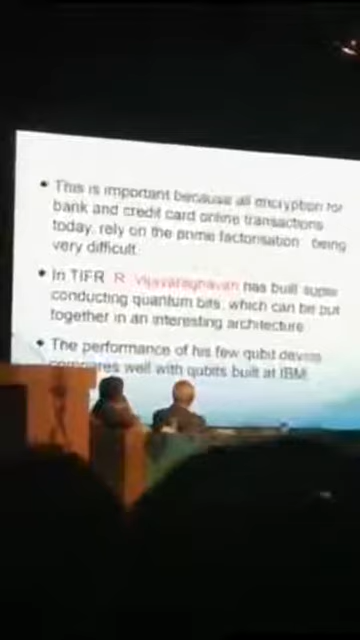 • This is important because all encryption for
bank and credit card online transactions
today, rely on the prime factorisation being
very difficult.
• In TIFR R. Vijayaraghavan has built super
conducting quantum bits, which can be put
together in an interesting architecture
• The performance of his few qubit device
compares well with qubits built at IBM.